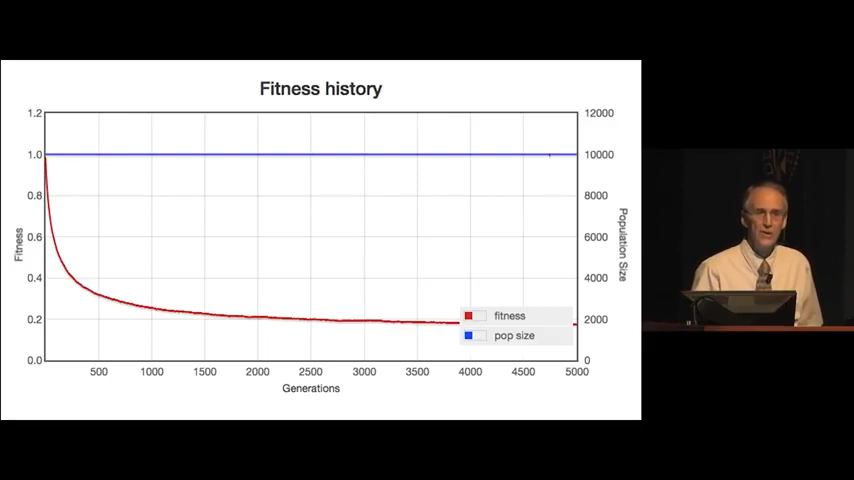 Fitness history
1.2
1.0
0.8
0.6
0.4
0.2
0.0
Fitness
12000
10000
8000
6000
4000
2000
0
Population Size
fitness
pop size
500 1000 1500 2000 2500 3000 3500 4000 4500 5000
Generations